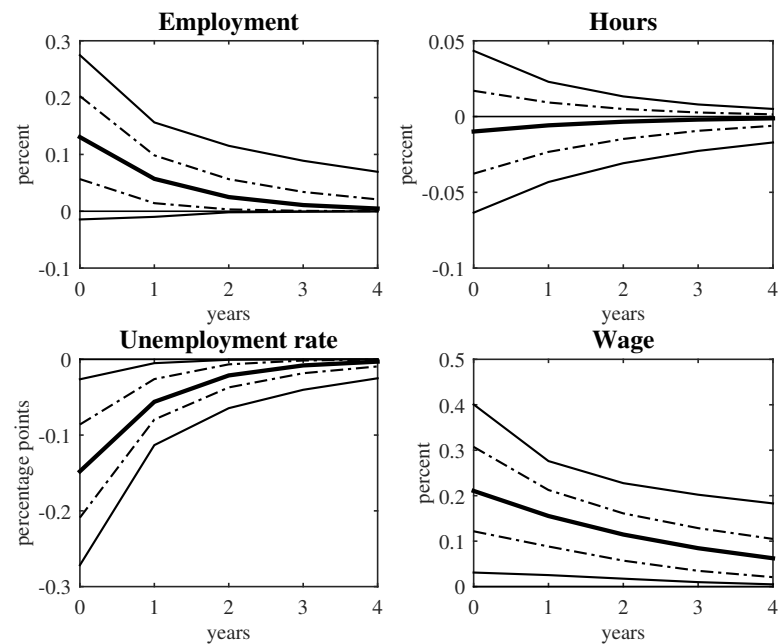 Employment
0.3
0.2
0.1
0
-0.1
percent
0 1 2 3 4
years
Hours
0.05
0
-0.05
-0.1
percent
0 1 2 3 4
years
Unemployment rate
0
-0.1
-0.2
-0.3
percentage points
0 1 2 3 4
years
Wage
0.5
0.4
0.3
0.2
0.1
0
percent
0 1 2 3 4
years